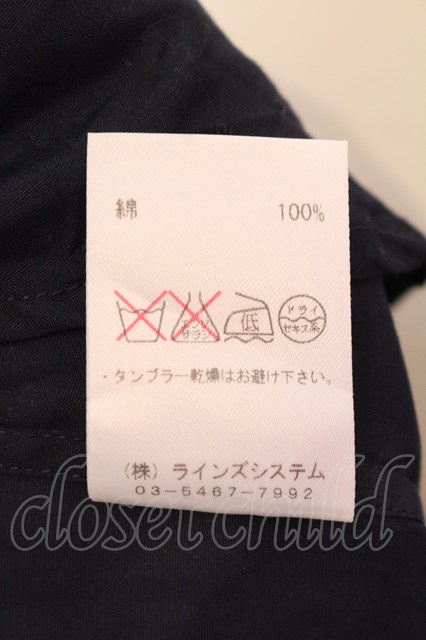 綿 100%
エンソ サラシ 低 ドライ セキユ系
・タンブラー乾燥はお避け下さい。
（株）ラインズシステム
03-5467-7992
closet child